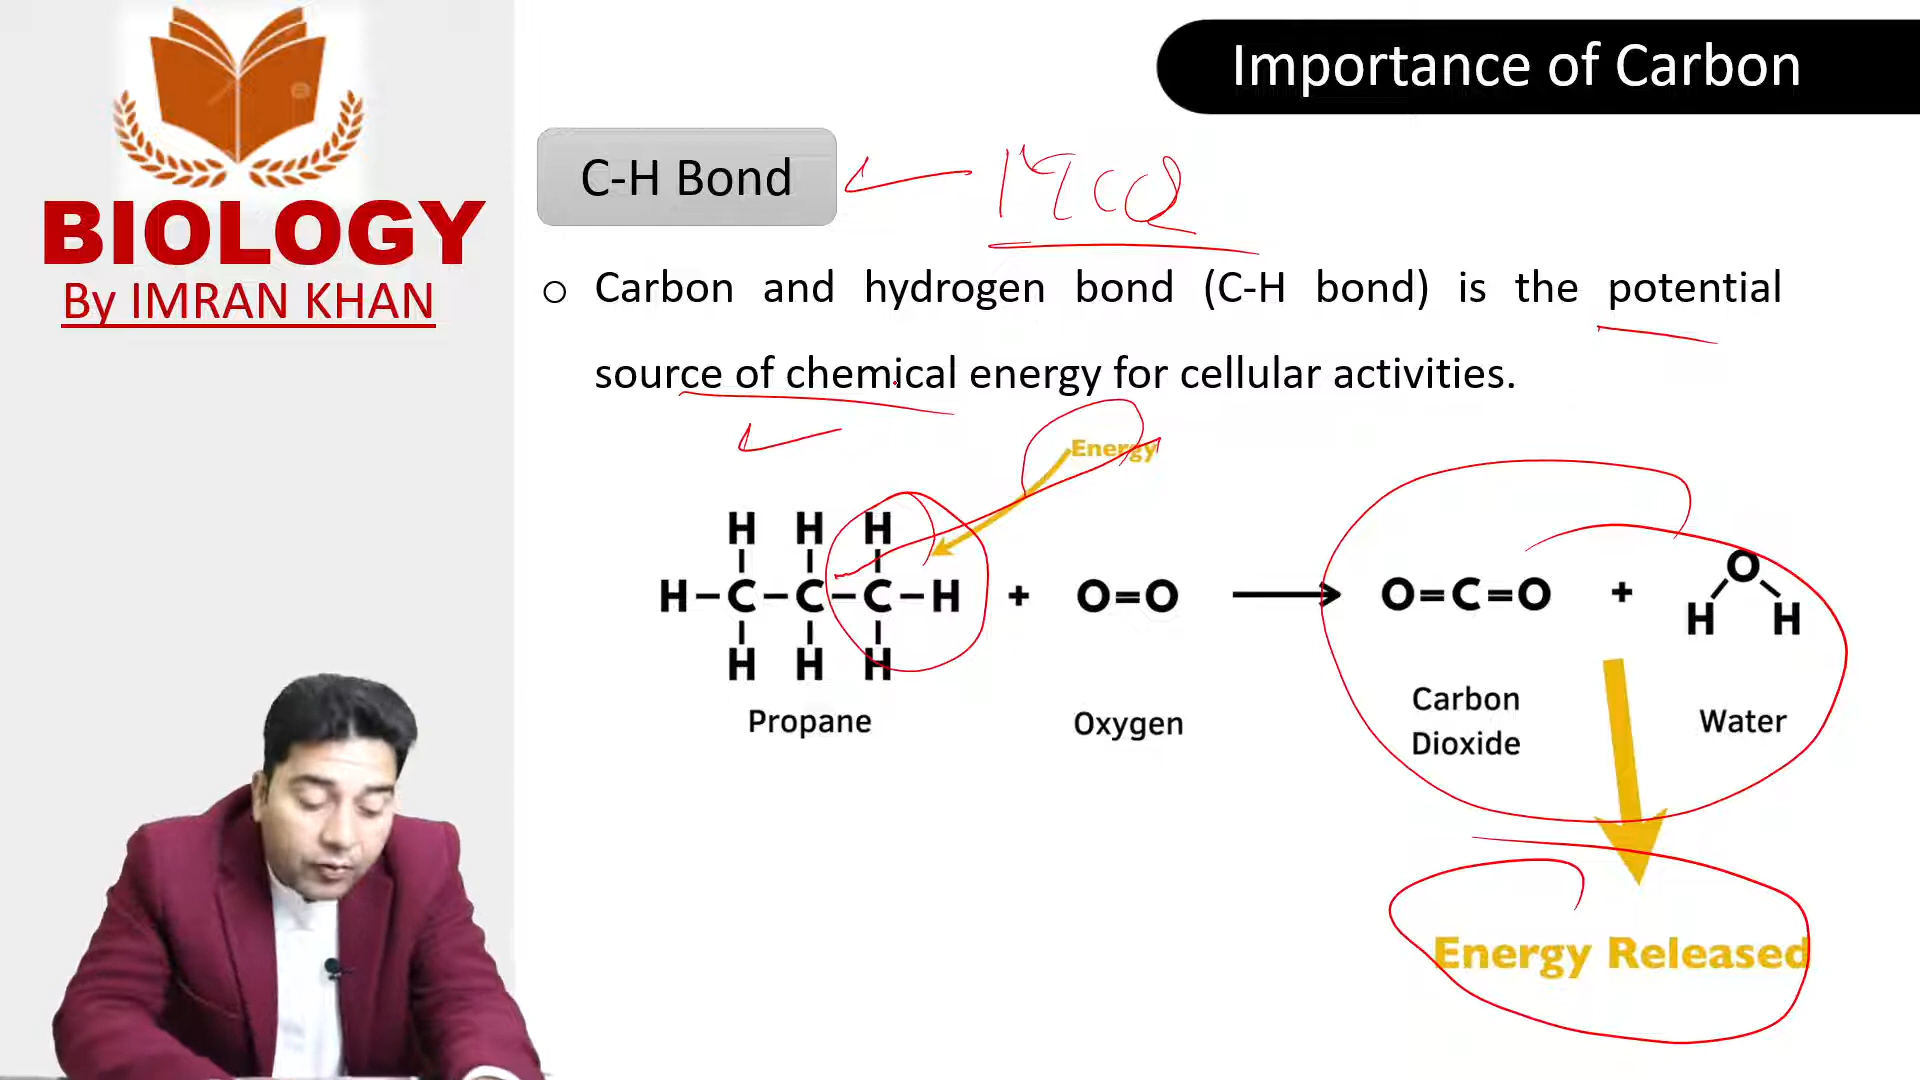 Importance of Carbon
BIOLOGY
By IMRAN KHAN
C-H Bond
MCQ
○ Carbon and hydrogen bond (C-H bond) is the potential
source of chemical energy for cellular activities.
Energy
H H H
H–C–C–C–H + O=O → O=C=O + O
H H
H H H
Propane
Oxygen
Carbon
Dioxide
Water
Energy Released